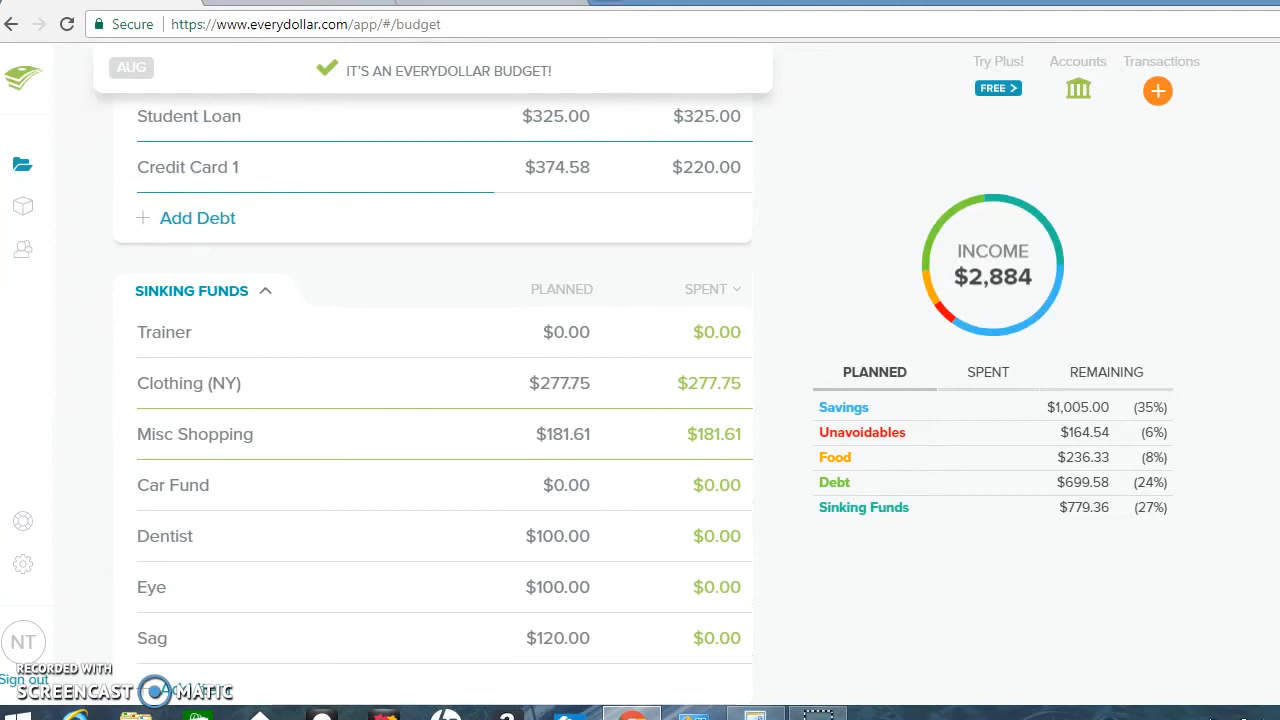 Secure https://www.everydollar.com/app/#/budget
AUG IT'S AN EVERYDOLLAR BUDGET!
Try Plus! Accounts Transactions
FREE >
Student Loan $325.00 $325.00
Credit Card 1 $374.58 $220.00
+ Add Debt
SINKING FUNDS PLANNED SPENT
Trainer $0.00 $0.00
Clothing (NY) $277.75 $277.75
Misc Shopping $181.61 $181.61
Car Fund $0.00 $0.00
Dentist $100.00 $0.00
Eye $100.00 $0.00
Sag $120.00 $0.00
INCOME
$2,884
PLANNED SPENT REMAINING
Savings $1,005.00 (35%)
Unavoidables $164.54 (6%)
Food $236.33 (8%)
Debt $699.58 (24%)
Sinking Funds $779.36 (27%)
NT
Sign out
RECORDED WITH
SCREENCAST MATIC